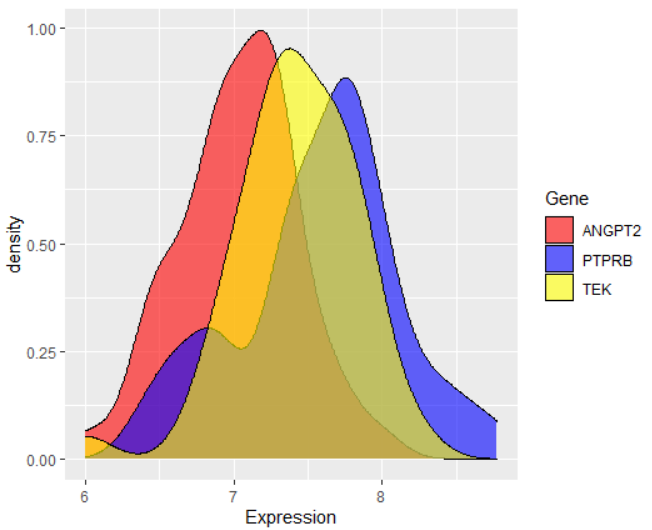 1.00
0.75
0.50
0.25
0.00
density
6 7 8
Expression
Gene
ANGPT2
PTPRB
TEK